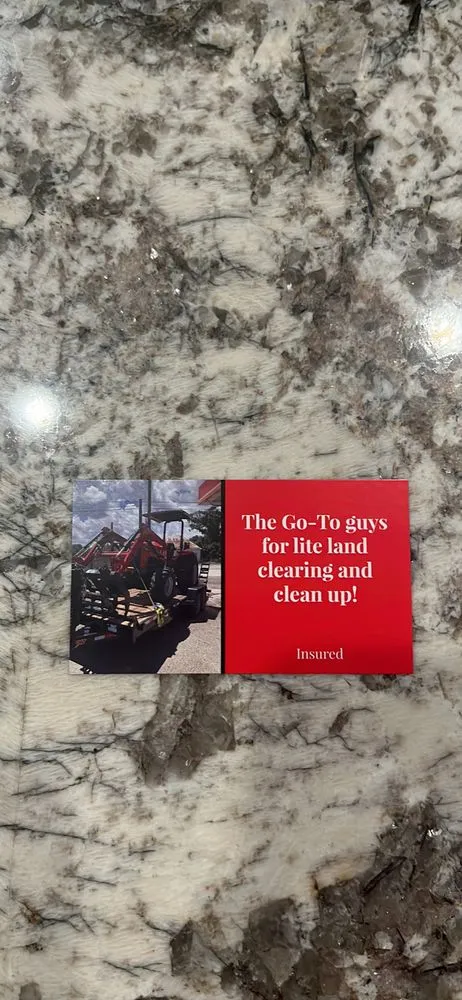 The Go-To guys
for lite land
clearing and
clean up!
Insured